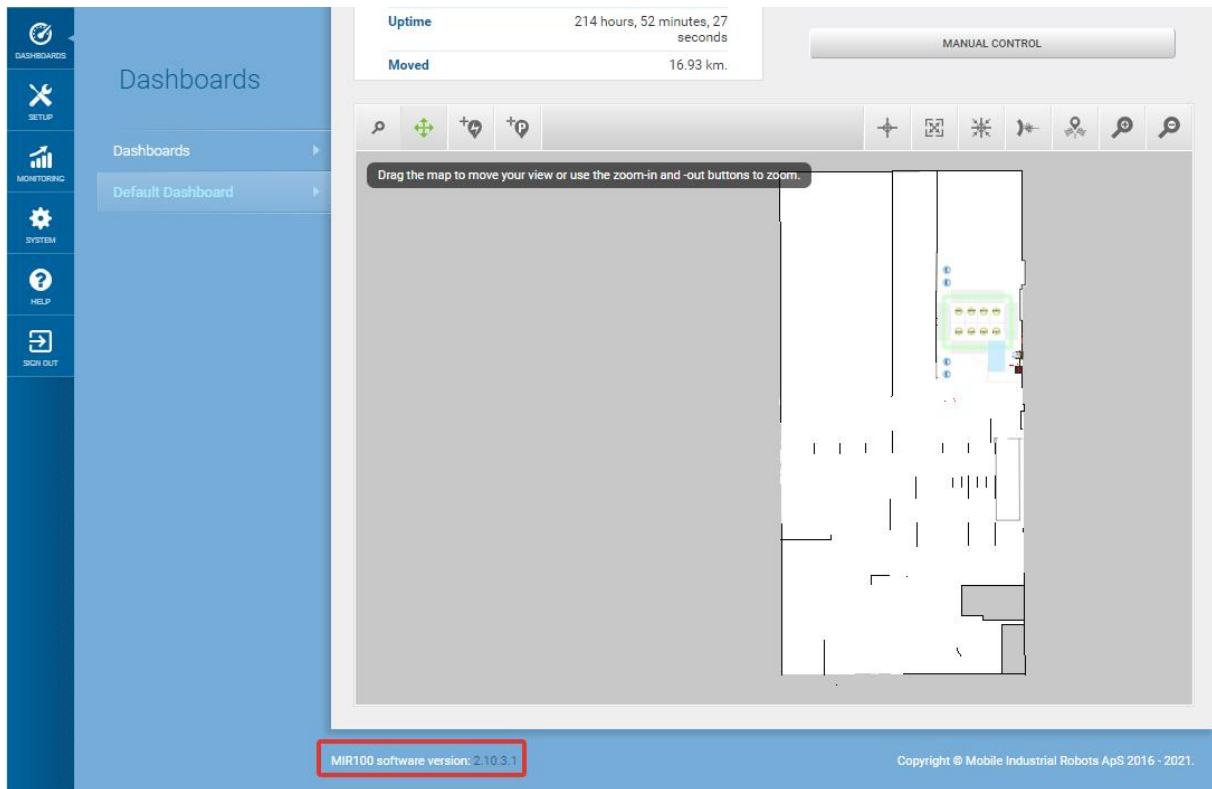 Uptime
214 hours, 52 minutes, 27
seconds
Moved
16.93 km.
MANUAL CONTROL
DASHBOARDS
SETUP
MONITORING
SYSTEM
HELP
SIGN OUT
Dashboards
Dashboards
Default Dashboard
Drag the map to move your view or use the zoom-in and -out buttons to zoom.
MIR100 software version: 2.10.3.1
Copyright © Mobile Industrial Robots ApS 2016 - 2021.